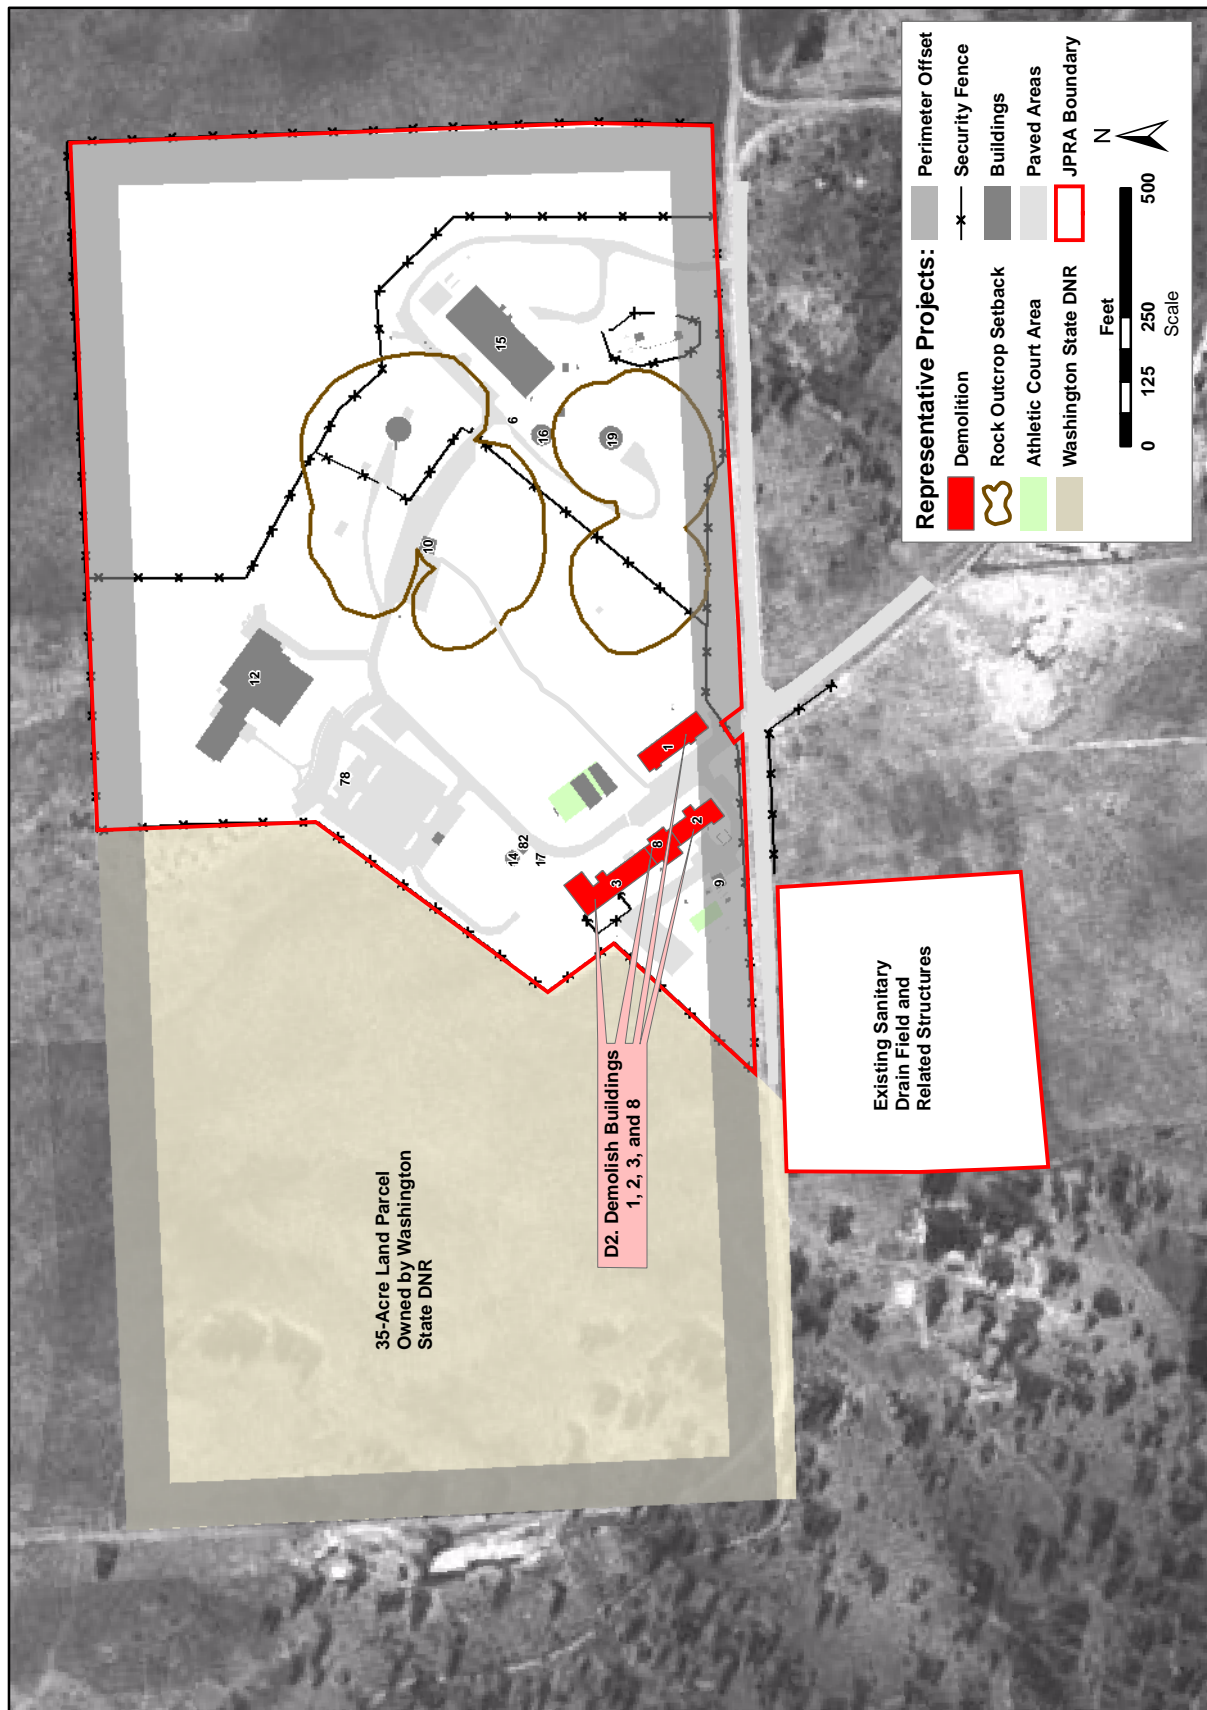 35-Acre Land Parcel
Owned by Washington
State DNR
D2. Demolish Buildings
1, 2, 3, and 8
Existing Sanitary
Drain Field and
Related Structures
12
78
10
15
6
16
19
14
82
17
1
3
8
2
9
Representative Projects:
Demolition
Rock Outcrop Setback
Athletic Court Area
Washington State DNR
Perimeter Offset
Security Fence
Buildings
Paved Areas
JPRA Boundary
Feet
0 125 250 500
Scale
N